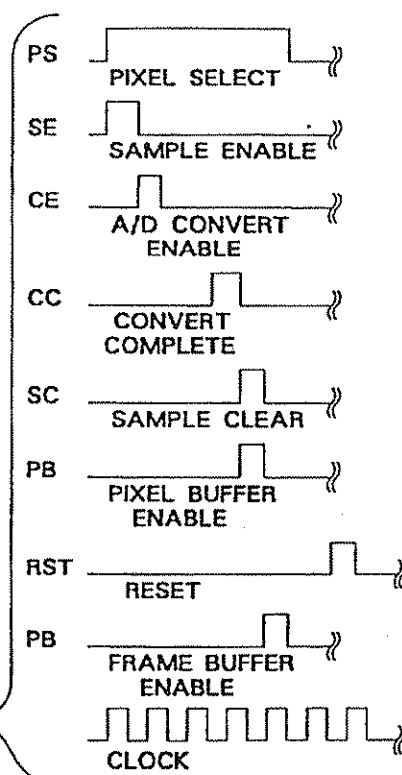 PS
PIXEL SELECT
SE
SAMPLE ENABLE
CE
A/D CONVERT
ENABLE
CC
CONVERT
COMPLETE
SC
SAMPLE CLEAR
PB
PIXEL BUFFER
ENABLE
RST
RESET
PB
FRAME BUFFER
ENABLE
CLOCK